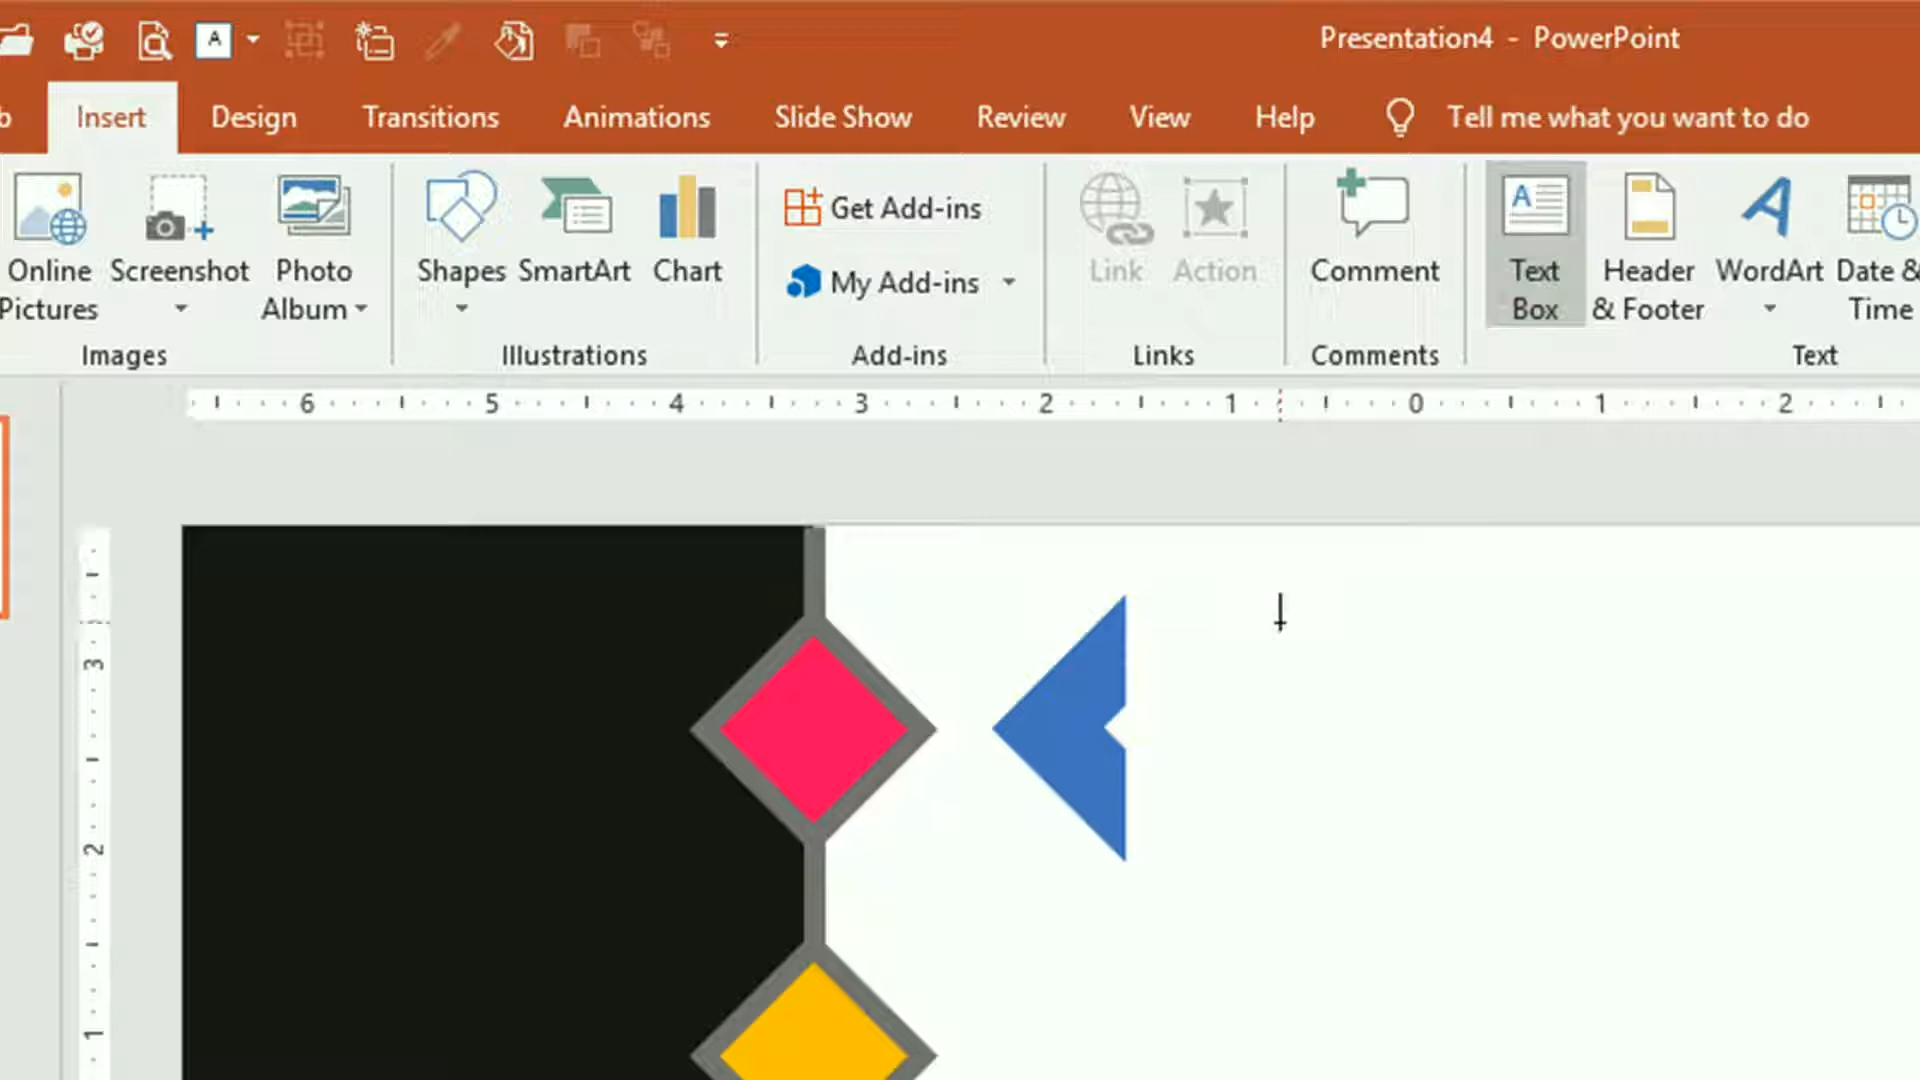 A
Presentation4 - PowerPoint
b Insert Design Transitions Animations Slide Show Review View Help Tell me what you want to do
Online Pictures
Screenshot
Photo Album
Images
Shapes
SmartArt
Chart
Illustrations
Get Add-ins
My Add-ins
Add-ins
Link
Action
Links
Comment
Comments
A
Text Box
Header & Footer
A
WordArt
Date & Time
Text
6 5 4 3 2 1 0 1 2
3
2
1